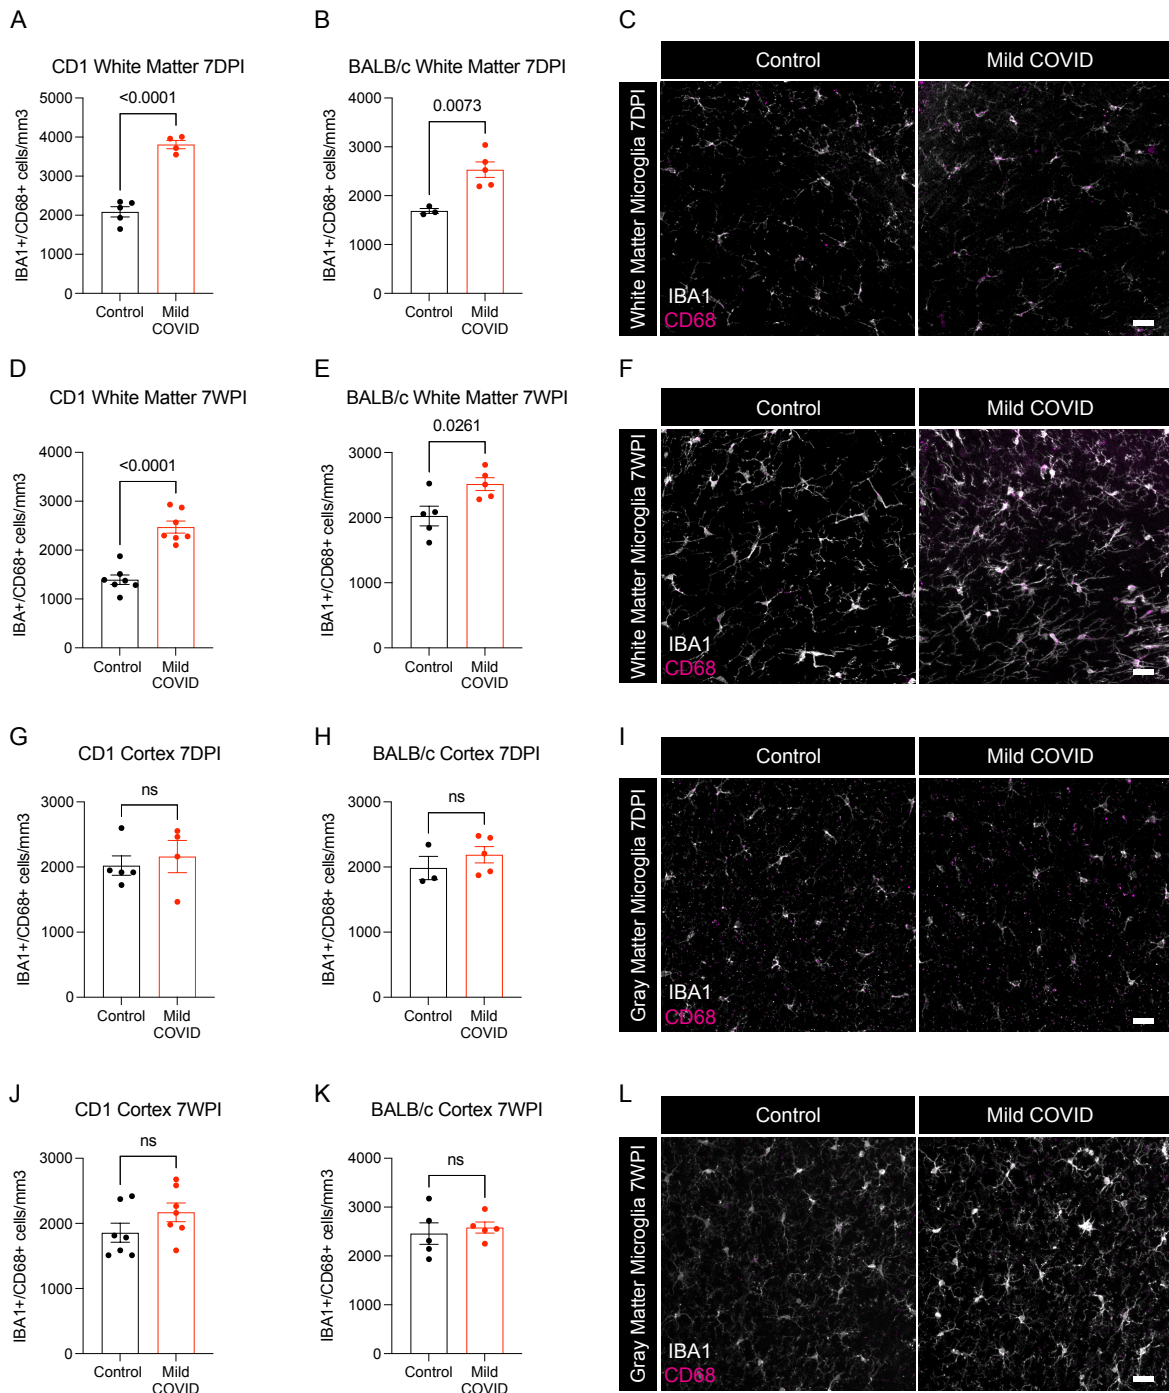 A
CD1 White Matter 7DPI
<0.0001
IBA1+/CD68+ cells/mm3
5000
4000
3000
2000
1000
0
Control
Mild
COVID
B
BALB/c White Matter 7DPI
0.0073
IBA1+/CD68+ cells/mm3
4000
3000
2000
1000
0
Control
Mild
COVID
C
Control
Mild COVID
White Matter Microglia 7DPI
IBA1
CD68
D
CD1 White Matter 7WPI
<0.0001
IBA+/CD68+ cells/mm3
4000
3000
2000
1000
0
Control
Mild
COVID
E
BALB/c White Matter 7WPI
0.0261
IBA1+/CD68+ cells/mm3
3000
2000
1000
0
Control
Mild
COVID
F
Control
Mild COVID
White Matter Microglia 7WPI
IBA1
CD68
G
CD1 Cortex 7DPI
ns
IBA1+/CD68+ cells/mm3
3000
2000
1000
0
Control
Mild
COVID
H
BALB/c Cortex 7DPI
ns
IBA1+/CD68+ cells/mm3
3000
2000
1000
0
Control
Mild
COVID
I
Control
Mild COVID
Gray Matter Microglia 7DPI
IBA1
CD68
J
CD1 Cortex 7WPI
ns
IBA1+/CD68+ cells/mm3
3000
2000
1000
0
Control
Mild
COVID
K
BALB/c Cortex 7WPI
ns
IBA1+/CD68+ cells/mm3
4000
3000
2000
1000
0
Control
Mild
COVID
L
Control
Mild COVID
Gray Matter Microglia 7WPI
IBA1
CD68